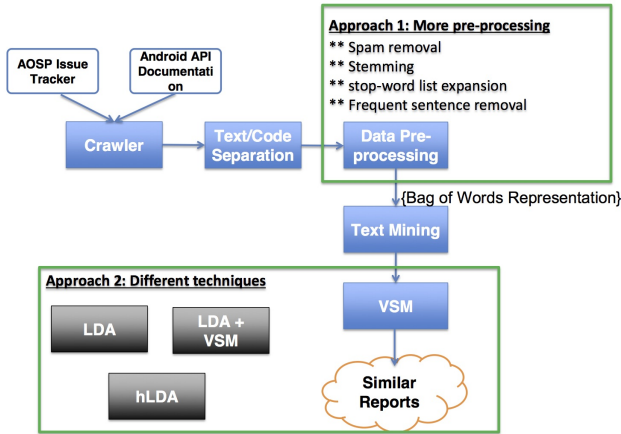 Approach 1: More pre-processing
** Spam removal
** Stemming
** stop-word list expansion
** Frequent sentence removal
AOSP Issue
Tracker
Android API
Documentati
on
Crawler
Text/Code
Separation
Data Pre-
processing
{Bag of Words Representation}
Text Mining
Approach 2: Different techniques
LDA
LDA +
VSM
VSM
hLDA
Similar
Reports